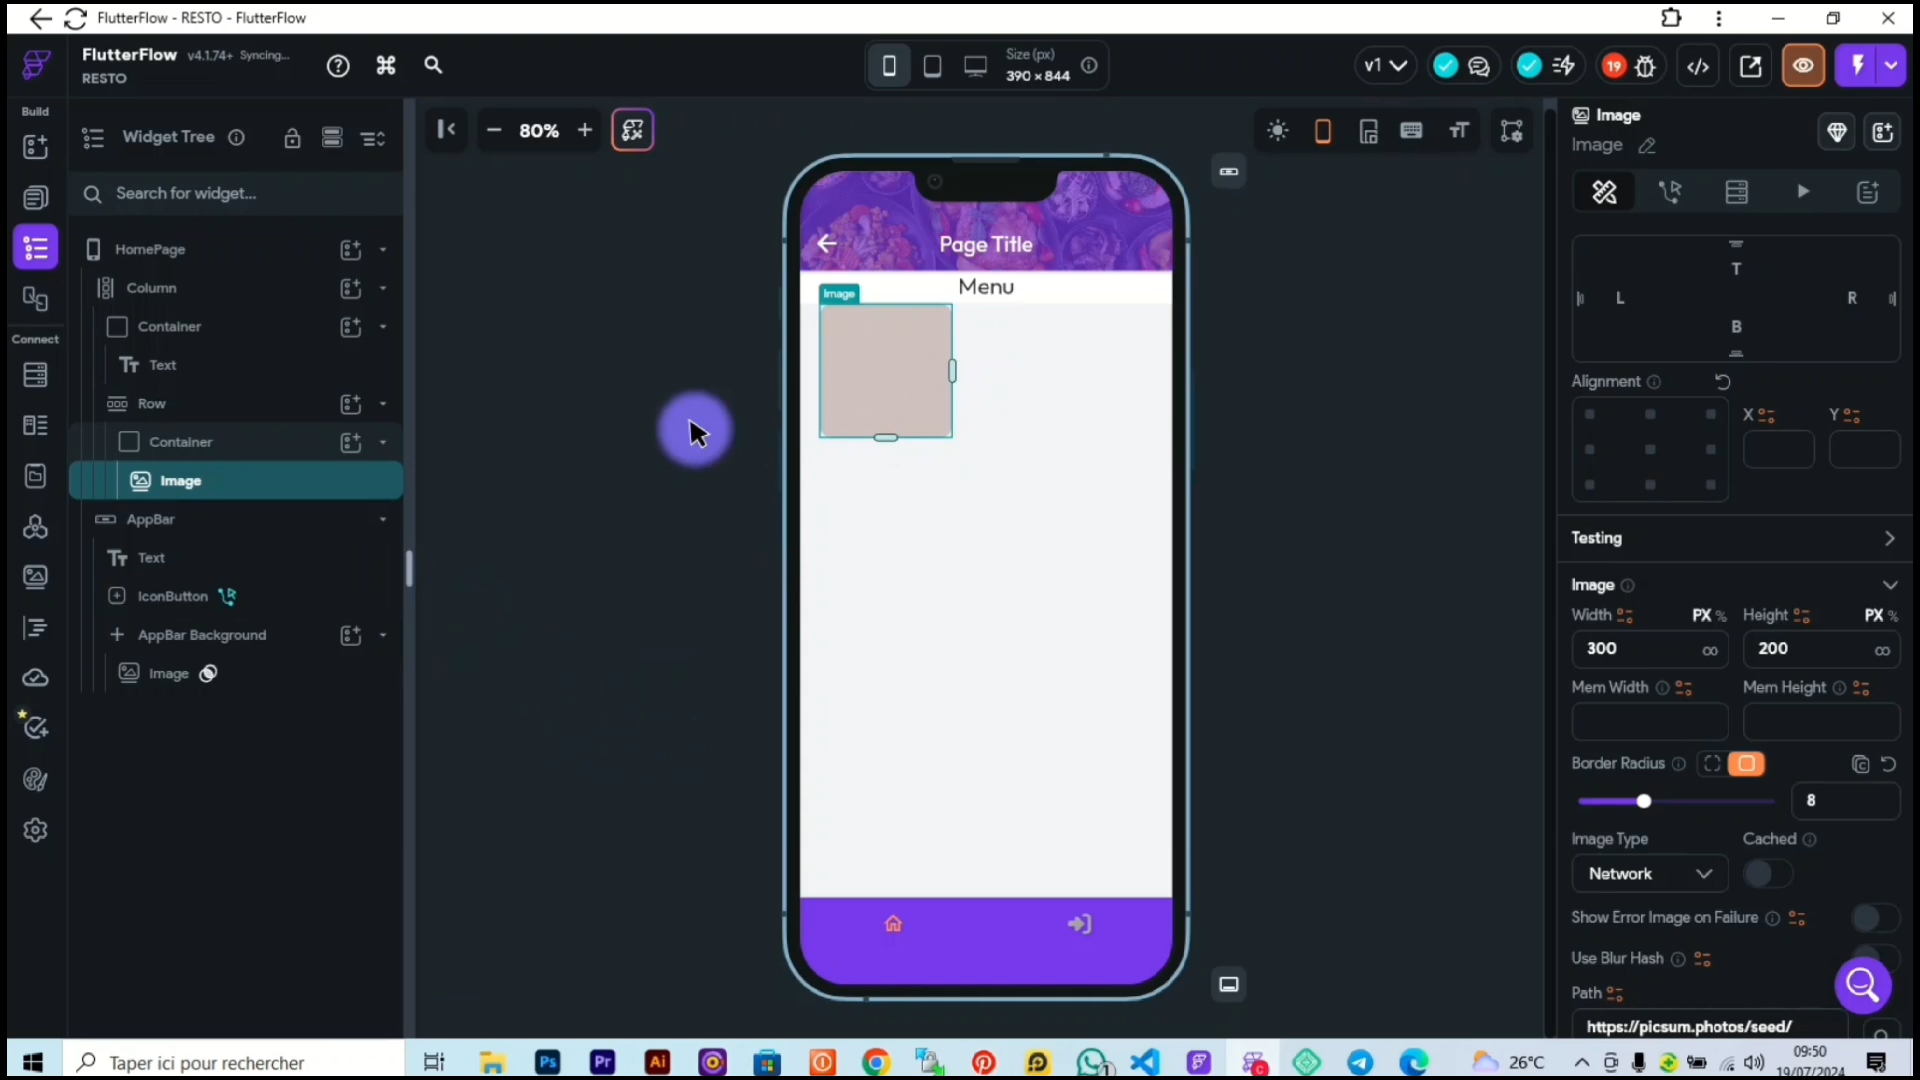 FlutterFlow - RESTO - FlutterFlow
FlutterFlow v4.1.74+ Syncing...
RESTO
Size (px)
390 × 844
v1
19
Build
Connect
Widget Tree
Search for widget...
HomePage
Column
Container
Text
Row
Container
Image
AppBar
Text
IconButton
AppBar Background
Image
80%
Page Title
Menu
Image
Image
Image
T
L
R
B
Alignment
X
Y
Testing
Image
Width PX %
Height PX %
300
200
Mem Width
Mem Height
Border Radius
8
Image Type
Cached
Network
Show Error Image on Failure
Use Blur Hash
Path
https://picsum.photos/seed/
Taper ici pour rechercher
Ps
Pr
Ai
1
26°C
09:50
19/07/2024